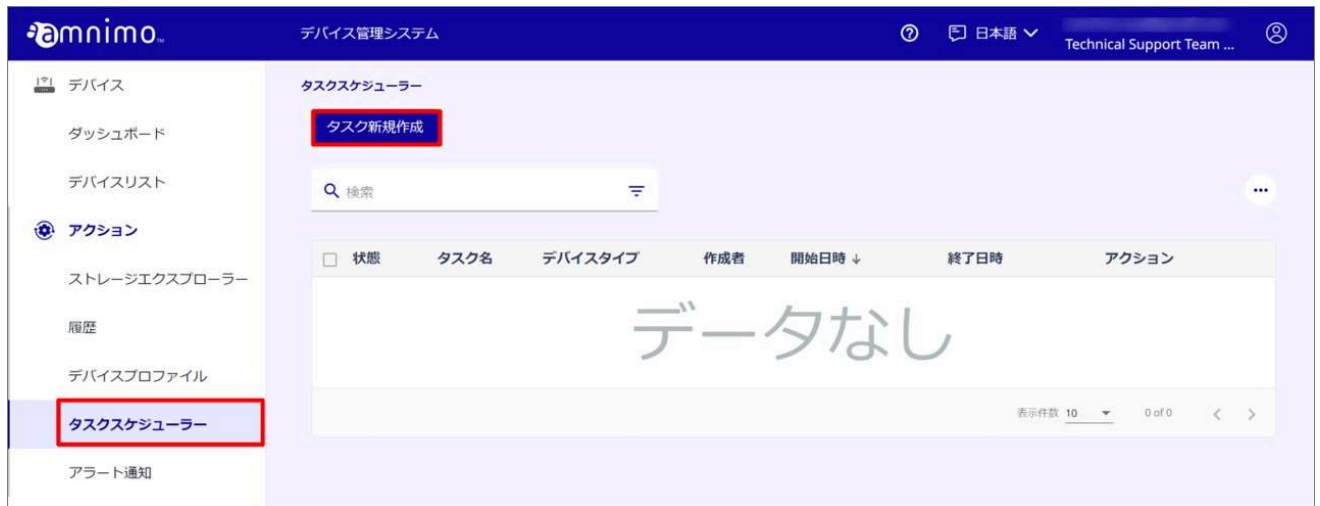 amnimo™
デバイス管理システム
日本語
Technical Support Team ...
デバイス
ダッシュボード
デバイスリスト
アクション
ストレージエクスプローラー
履歴
デバイスプロファイル
タスクスケジューラー
アラート通知
タスクスケジューラー
タスク新規作成
検索
状態 タスク名 デバイスタイプ 作成者 開始日時 ↓ 終了日時 アクション
データなし
表示件数 10 0 of 0